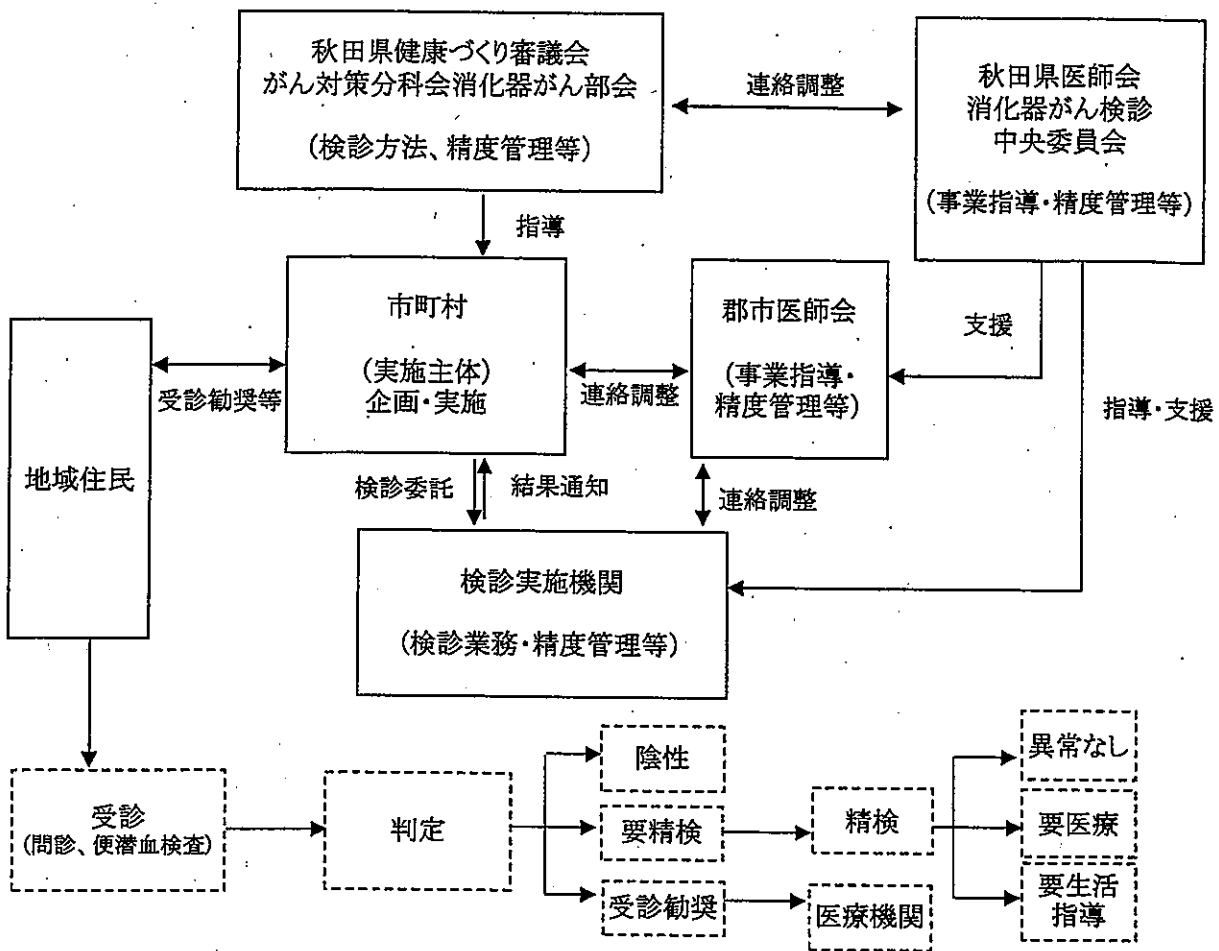 秋田県健康づくり審議会
がん対策分科会消化器がん部会
(検診方法、精度管理等)
連絡調整
秋田県医師会
消化器がん検診
中央委員会
(事業指導・精度管理等)
指導
市町村
(実施主体)
企画・実施
郡市医師会
(事業指導・
精度管理等)
支援
受診勧奨等
連絡調整
指導・支援
地域住民
検診委託
結果通知
連絡調整
検診実施機関
(検診業務・精度管理等)
受診
(問診、便潜血検査)
判定
陰性
要精検
受診勧奨
精検
医療機関
異常なし
要医療
要生活
指導